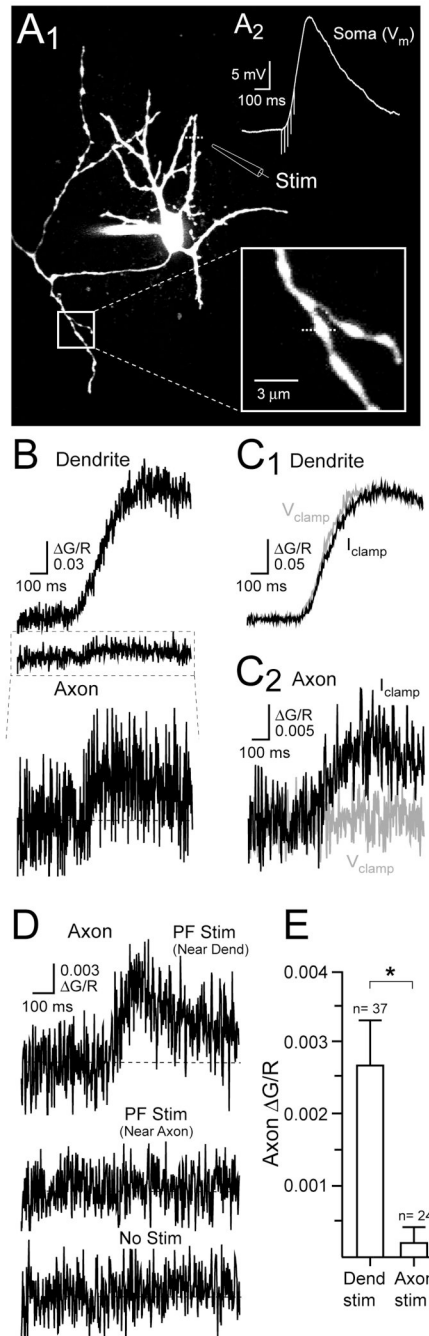 A1
A2
Soma (Vm)
5 mV
100 ms
Stim
3 μm
B Dendrite
ΔG/R
0.03
100 ms
Axon
C1 Dendrite
Vclamp
Iclamp
ΔG/R
0.05
100 ms
C2 Axon
Iclamp
ΔG/R
0.005
100 ms
Vclamp
D Axon
PF Stim
(Near Dend)
0.003
ΔG/R
100 ms
PF Stim
(Near Axon)
No Stim
E
Axon ΔG/R
0.004
0.003
0.002
0.001
*
n= 37
n= 24
Dend stim
Axon stim